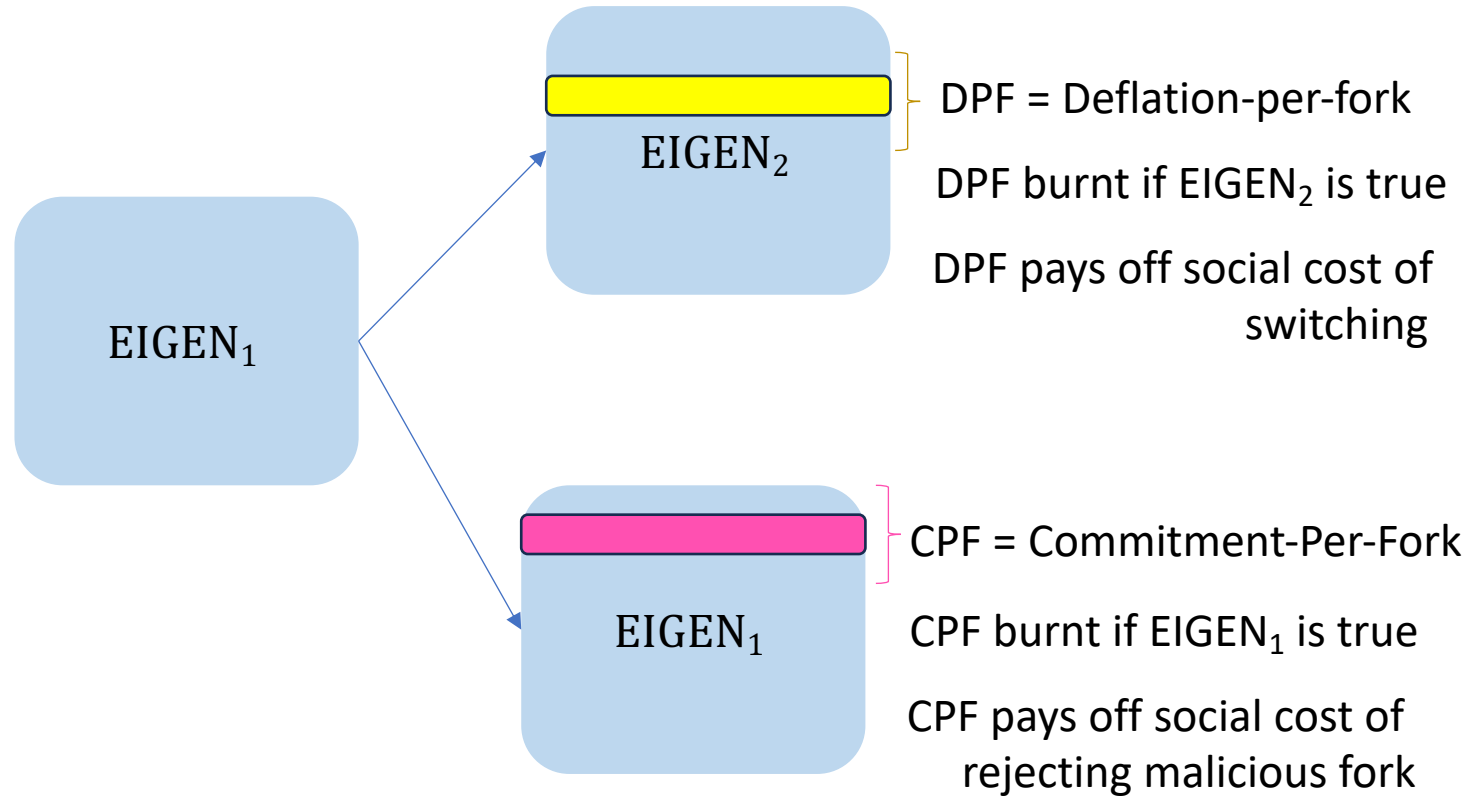 EIGEN₁
EIGEN₂
DPF = Deflation-per-fork
DPF burnt if EIGEN₂ is true
DPF pays off social cost of
switching
EIGEN₁
CPF = Commitment-Per-Fork
CPF burnt if EIGEN₁ is true
CPF pays off social cost of
rejecting malicious fork